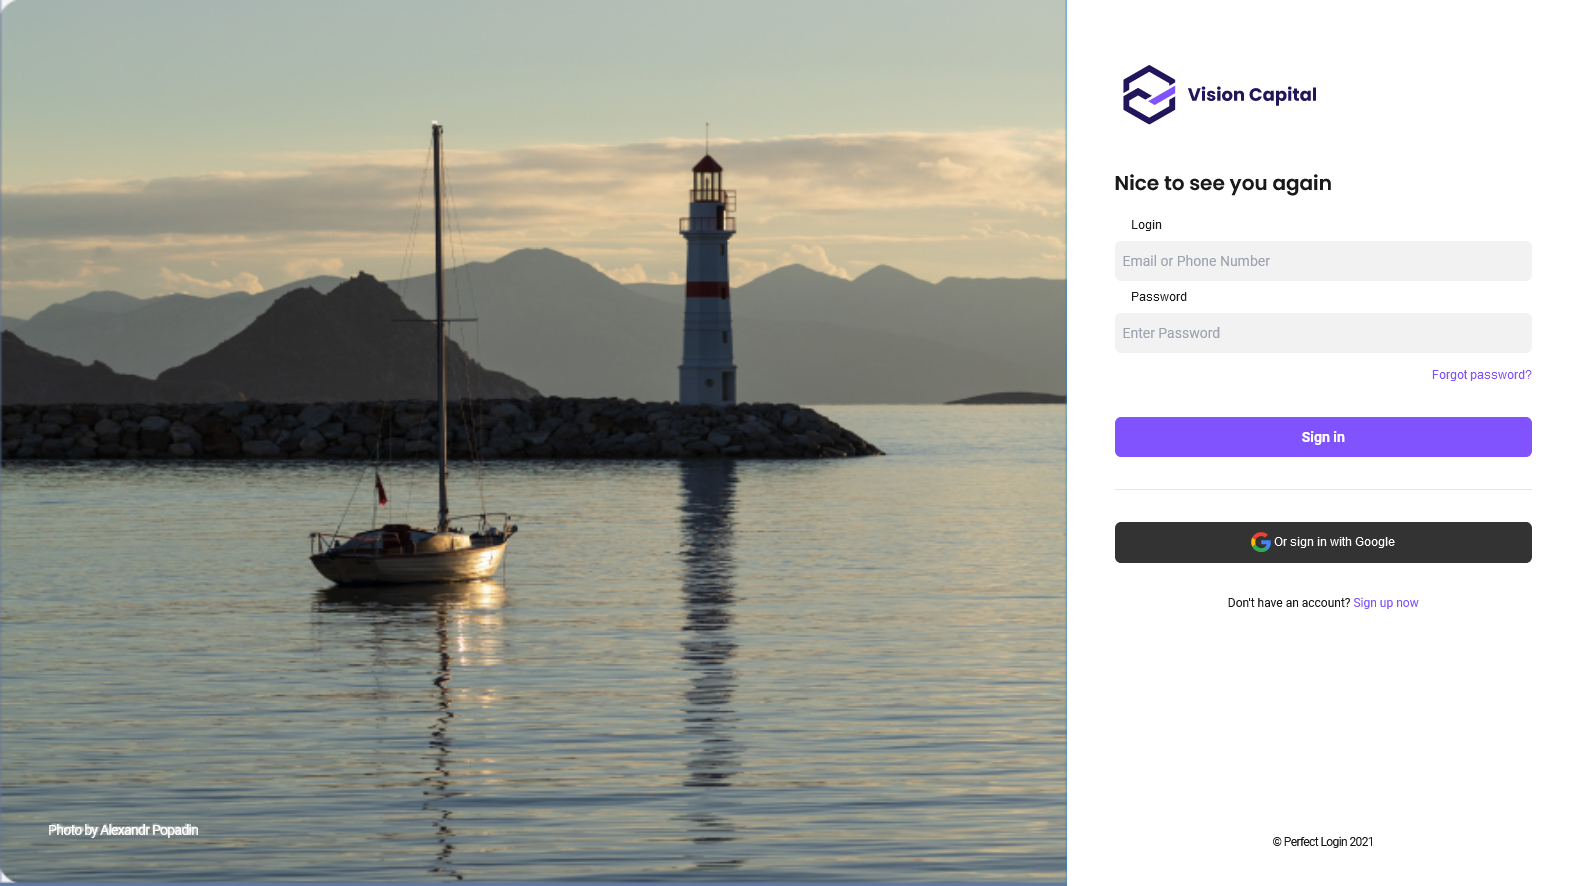 Vision Capital
Nice to see you again
Login
Email or Phone Number
Password
Enter Password
Forgot password?
Sign in
Or sign in with Google
Don't have an account? Sign up now
© Perfect Login 2021
Photo by Alexandr Popadin